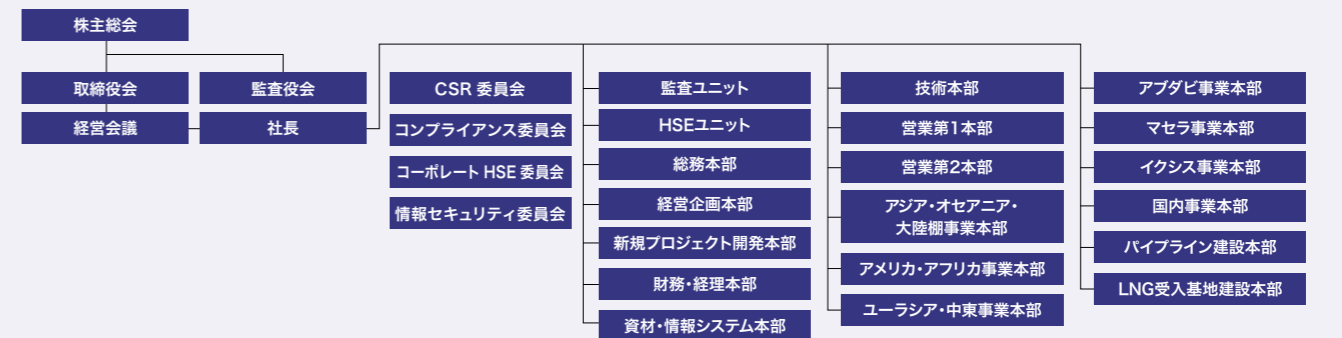 株主総会
取締役会
監査役会
経営会議
社長
CSR 委員会
コンプライアンス委員会
コーポレート HSE 委員会
情報セキュリティ委員会
監査ユニット
HSEユニット
総務本部
経営企画本部
新規プロジェクト開発本部
財務・経理本部
資材・情報システム本部
技術本部
営業第1本部
営業第2本部
アジア・オセアニア・
大陸棚事業本部
アメリカ・アフリカ事業本部
ユーラシア・中東事業本部
アブダビ事業本部
マセラ事業本部
イクシス事業本部
国内事業本部
パイプライン建設本部
LNG受入基地建設本部